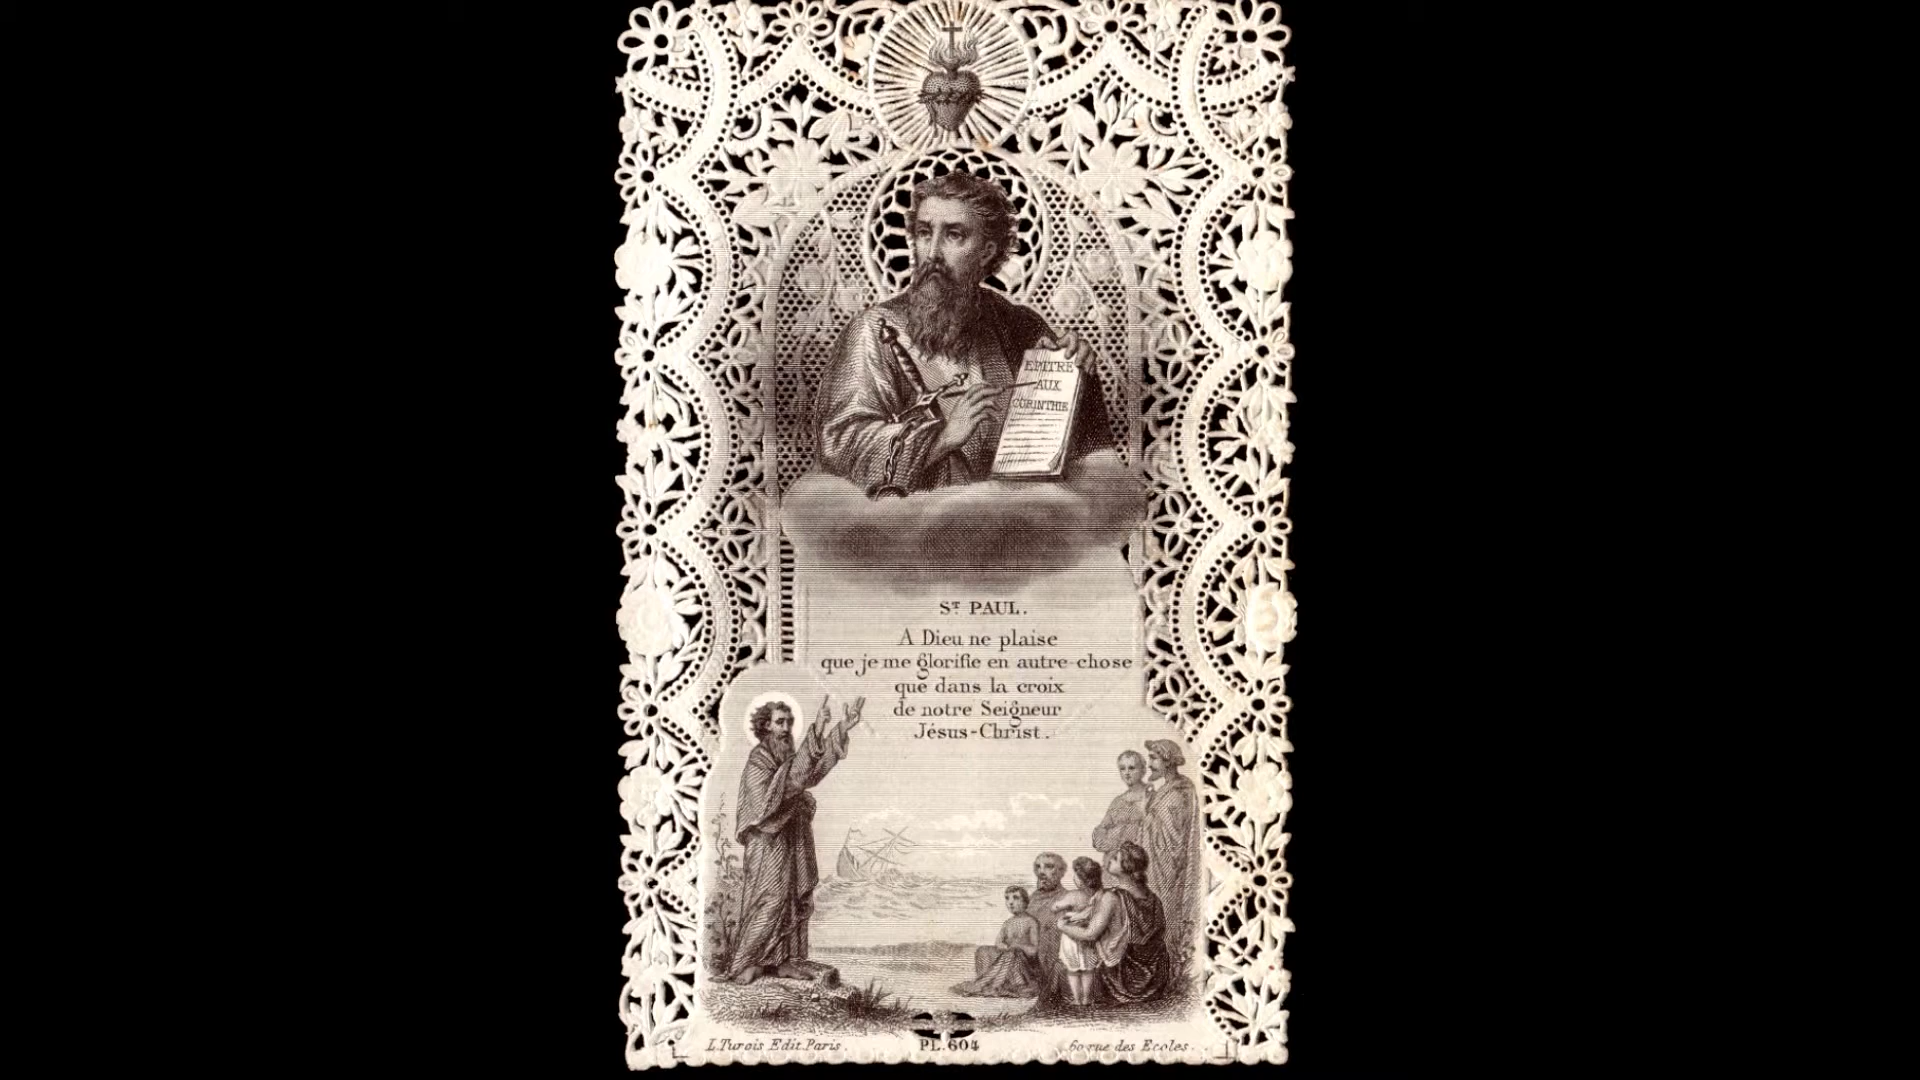 EPITRE
AUX
CORINTHIE
ST PAUL.
A Dieu ne plaise
que je me glorifie en autre chose
que dans la croix
de notre Seigneur
Jésus-Christ.
L. Turgis Edit. Paris.
PL. 604
60 rue des Ecoles.